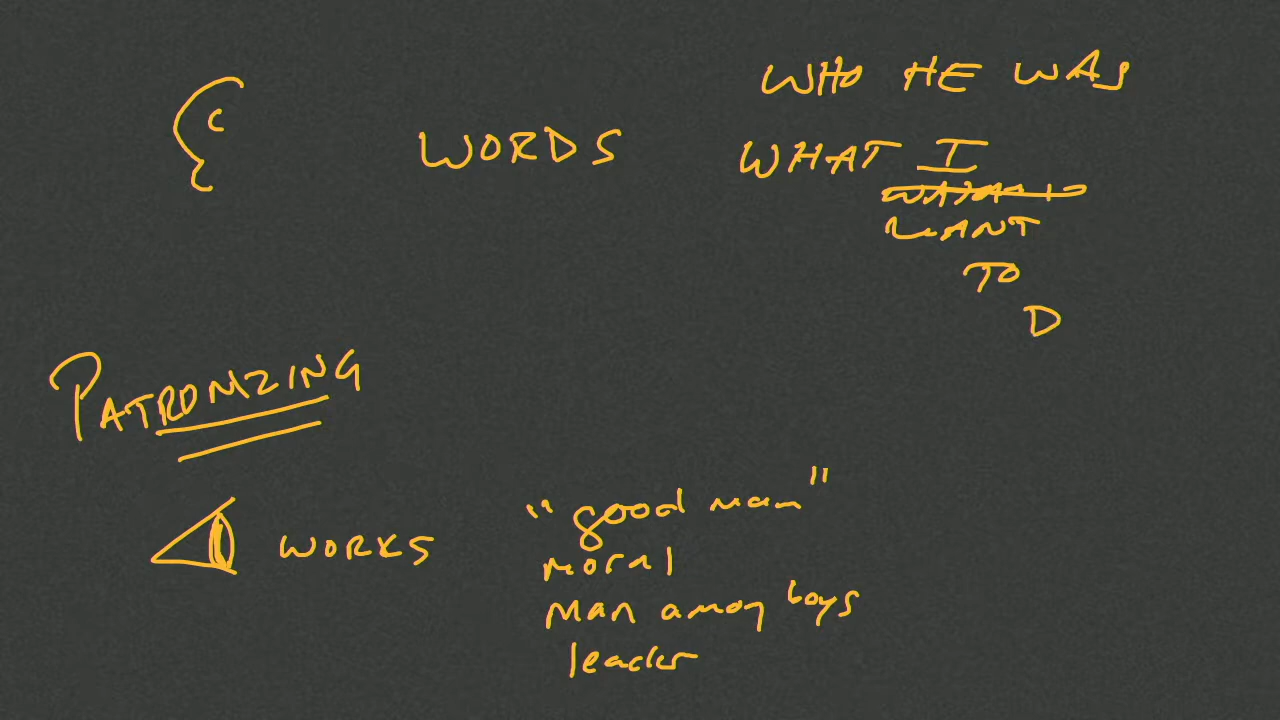 WHO HE WAS
WORDS
WHAT I
WANT
TO
D
PATRONIZING
"good man"
WORKS
moral
man among boys
leader